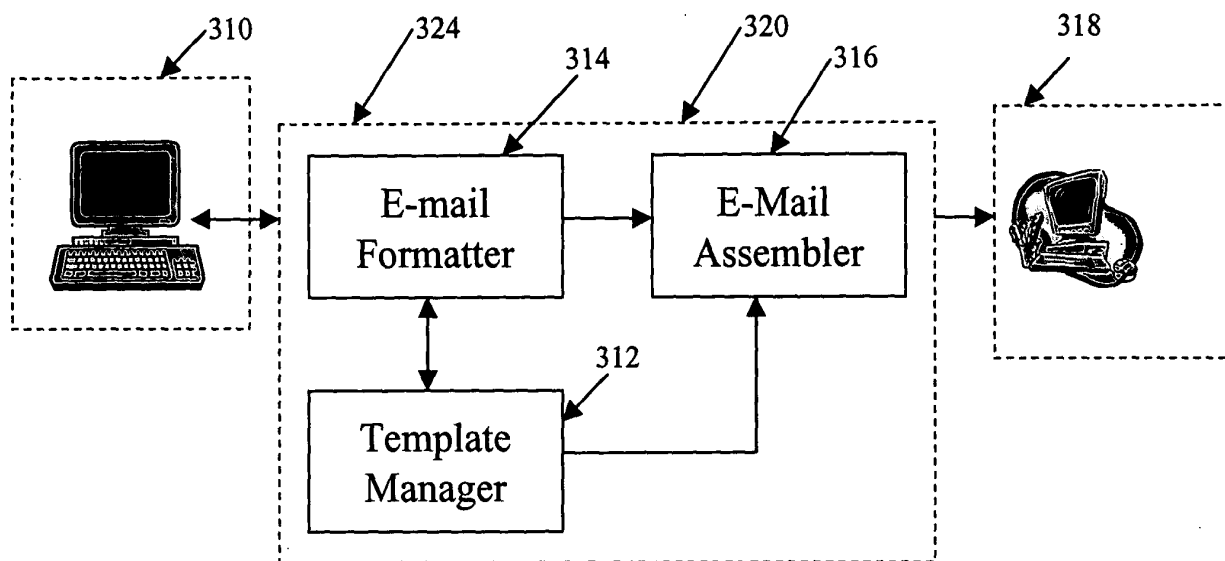 310
324
320
318
314
316
E-mail
Formatter
E-Mail
Assembler
312
Template
Manager